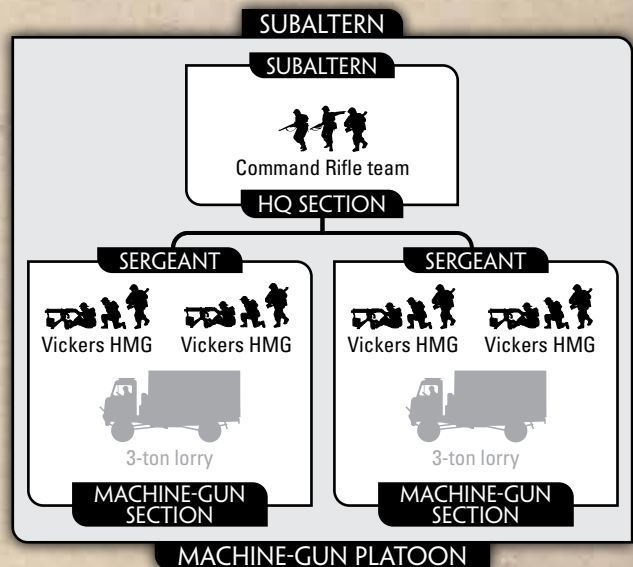 SUBALTERN
SUBALTERN
Command Rifle team
HQ SECTION
SERGEANT
Vickers HMG Vickers HMG
3-ton lorry
MACHINE-GUN
SECTION
SERGEANT
Vickers HMG Vickers HMG
3-ton lorry
MACHINE-GUN
SECTION
MACHINE-GUN PLATOON